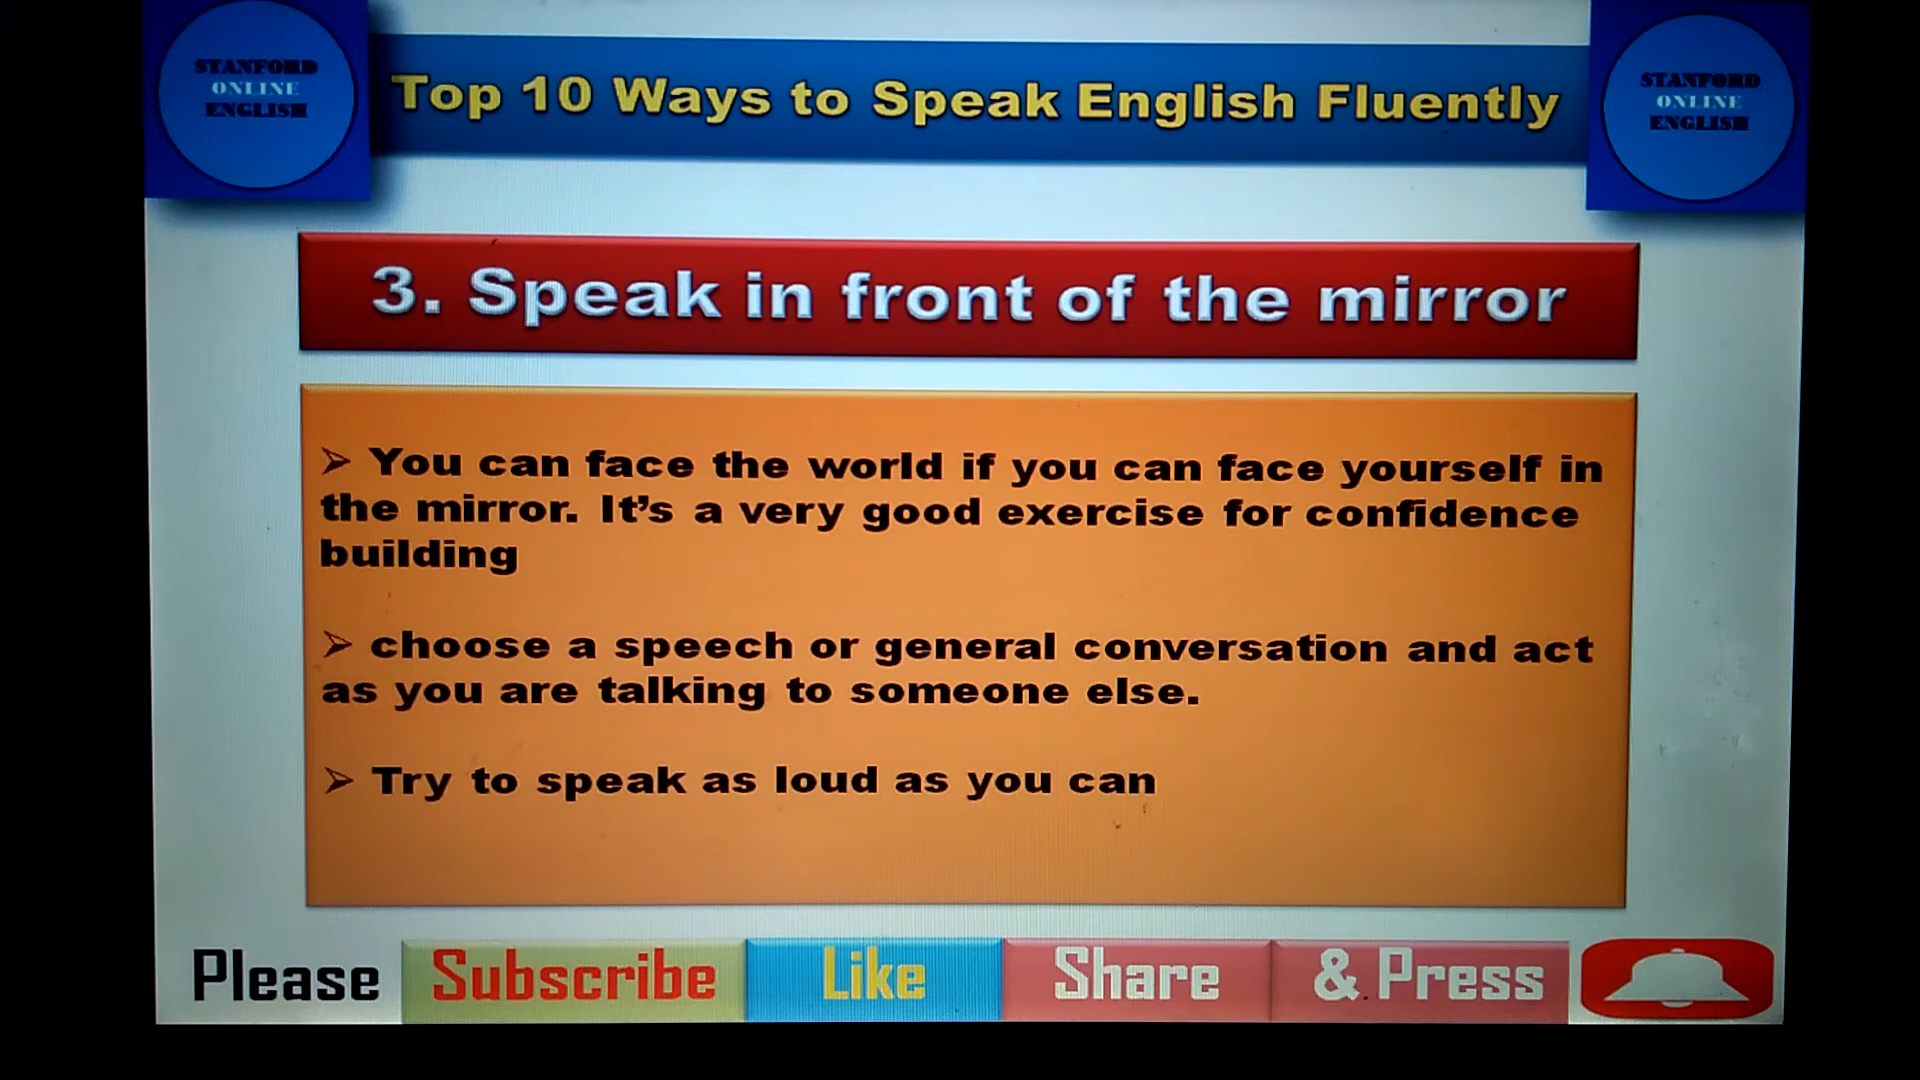 STANFORD
ONLINE
ENGLISH
Top 10 Ways to Speak English Fluently
STANFORD
ONLINE
ENGLISH
3. Speak in front of the mirror
➢ You can face the world if you can face yourself in
the mirror. It’s a very good exercise for confidence
building
➢ choose a speech or general conversation and act
as you are talking to someone else.
➢ Try to speak as loud as you can
Please Subscribe Like Share & Press